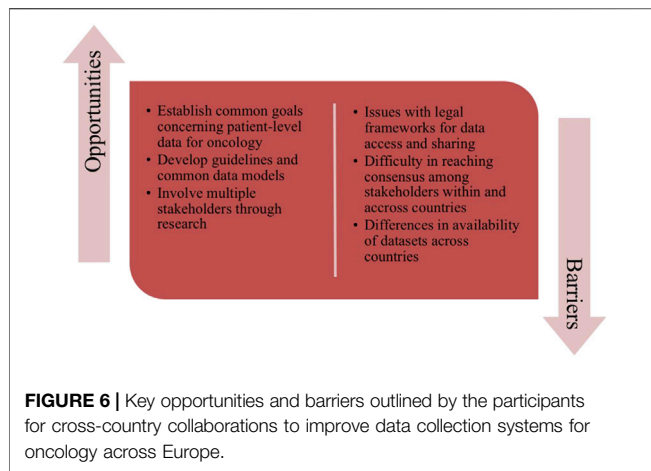 Opportunities
• Establish common goals
concerning patient-level
data for oncology
• Develop guidelines and
common data models
• Involve multiple
stakeholders through
research
• Issues with legal
frameworks for data
access and sharing
• Difficulty in reaching
consensus among
stakeholders within and
accross countries
• Differences in availability
of datasets across
countries
Barriers
FIGURE 6 | Key opportunities and barriers outlined by the participants
for cross-country collaborations to improve data collection systems for
oncology across Europe.